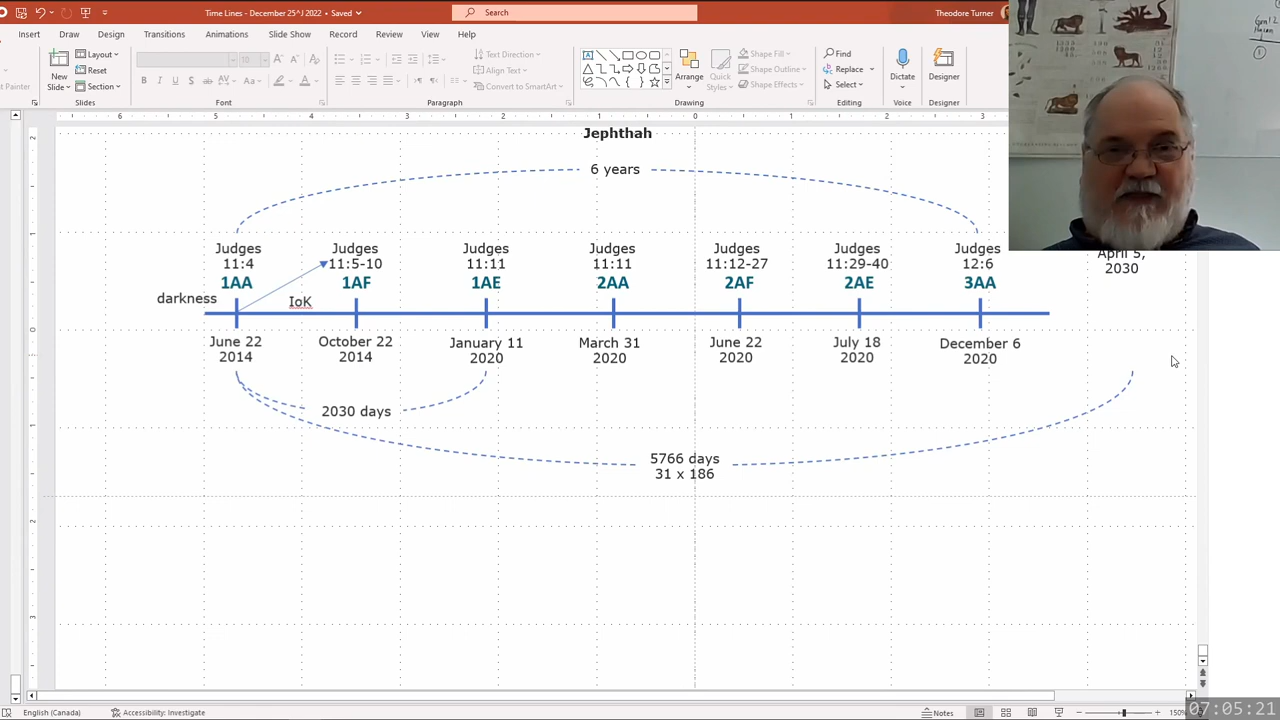 Time Lines - December 25^J 2022 • Saved
Search
Theodore Turner
Insert Draw Design Transitions Animations Slide Show Record Review View Help
New
Slide
Layout
Reset
Section
Slides
10
Font
Paragraph
Text Direction
Align Text
Convert to SmartArt
Arrange
Quick
Styles
Shape Fill
Shape Outline
Shape Effects
Drawing
Find
Replace
Select
Editing
Dictate
Voice
Designer
Designer
Jephthah
6 years
Judges
11:4
1AA
Judges
11:5-10
1AF
Judges
11:11
1AE
Judges
11:11
2AA
Judges
11:12-27
2AF
Judges
11:29-40
2AE
Judges
12:6
3AA
April 5,
2030
darkness
IoK
June 22
2014
October 22
2014
January 11
2020
March 31
2020
June 22
2020
July 18
2020
December 6
2020
2030 days
5766 days
31 x 186
English (Canada)
Accessibility: Investigate
Notes
150%
07:05:21